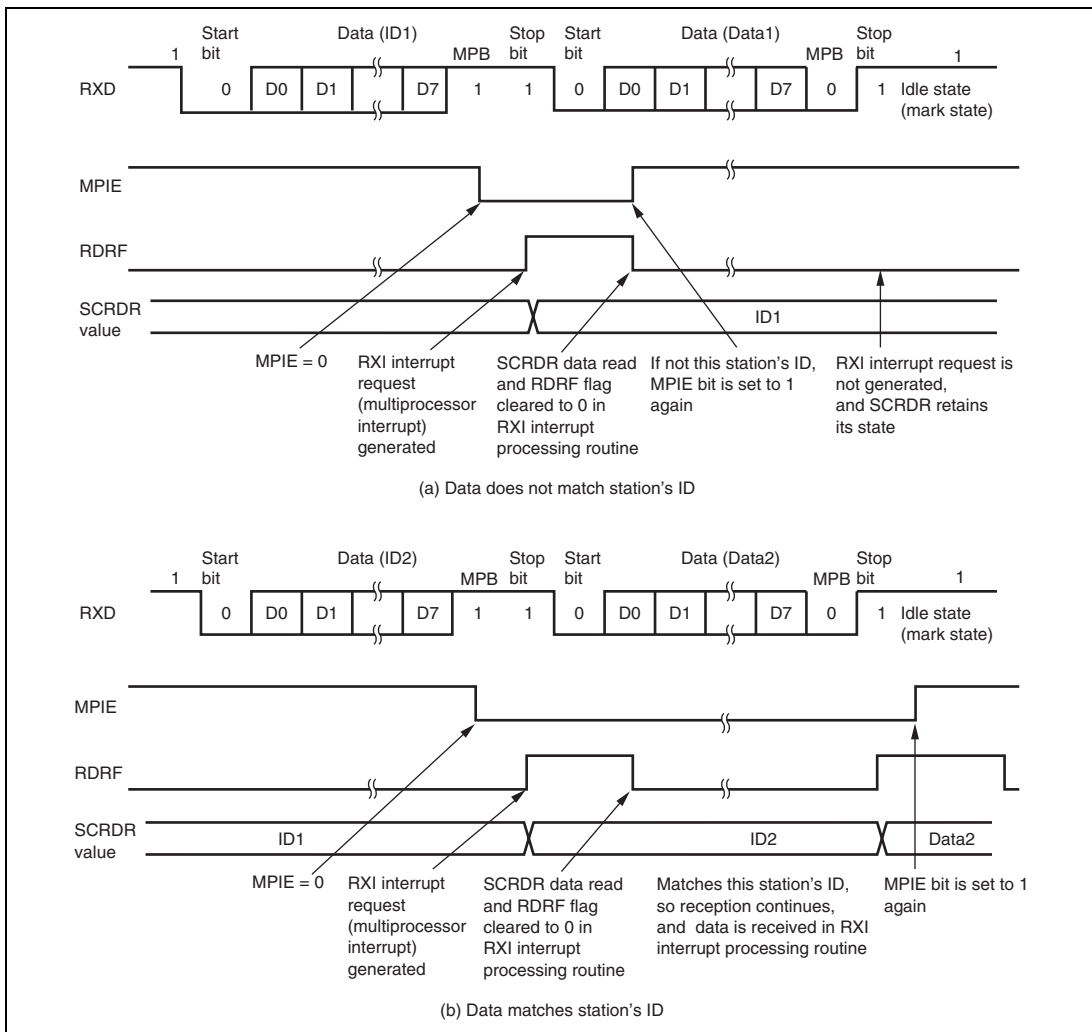 Start bit Data (ID1) MPB Stop bit Start bit Data (Data1) MPB Stop bit
1 1
RXD 0 D0 D1 D7 1 1 0 D0 D1 D7 0 1 Idle state (mark state)
MPIE
RDRF
SCRDR value ID1
MPIE = 0
RXI interrupt
request
(multiprocessor
interrupt)
generated
SCRDR data read
and RDRF flag
cleared to 0 in
RXI interrupt
processing routine
If not this station's ID,
MPIE bit is set to 1
again
RXI interrupt request is
not generated,
and SCRDR retains
its state
(a) Data does not match station's ID
Start bit Data (ID2) MPB Stop bit Start bit Data (Data2) MPB Stop bit
1 1
RXD 0 D0 D1 D7 1 1 0 D0 D1 D7 0 1 Idle state (mark state)
MPIE
RDRF
SCRDR value ID1 ID2 Data2
MPIE = 0
RXI interrupt
request
(multiprocessor
interrupt)
generated
SCRDR data read
and RDRF flag
cleared to 0 in
RXI interrupt
processing routine
Matches this station's ID,
so reception continues,
and data is received in RXI
interrupt processing routine
MPIE bit is set to 1
again
(b) Data matches station's ID